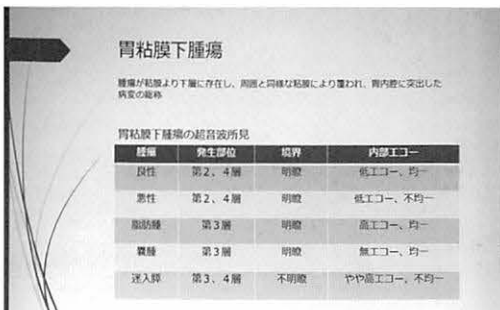 胃粘膜下腫瘍
腫瘍が粘膜より下層に存在し、周囲と同様な粘膜により覆われ、胃内腔に突出した
病変の総称
胃粘膜下腫瘍の超音波所見
腫瘍 発生部位 境界 内部エコー
良性 第2、4層 明瞭 低エコー、均一
悪性 第2、4層 明瞭 低エコー、不均一
脂肪腫 第3層 明瞭 高エコー、均一
嚢腫 第3層 明瞭 無エコー、均一
迷入膵 第3、4層 不明瞭 やや高エコー、不均一